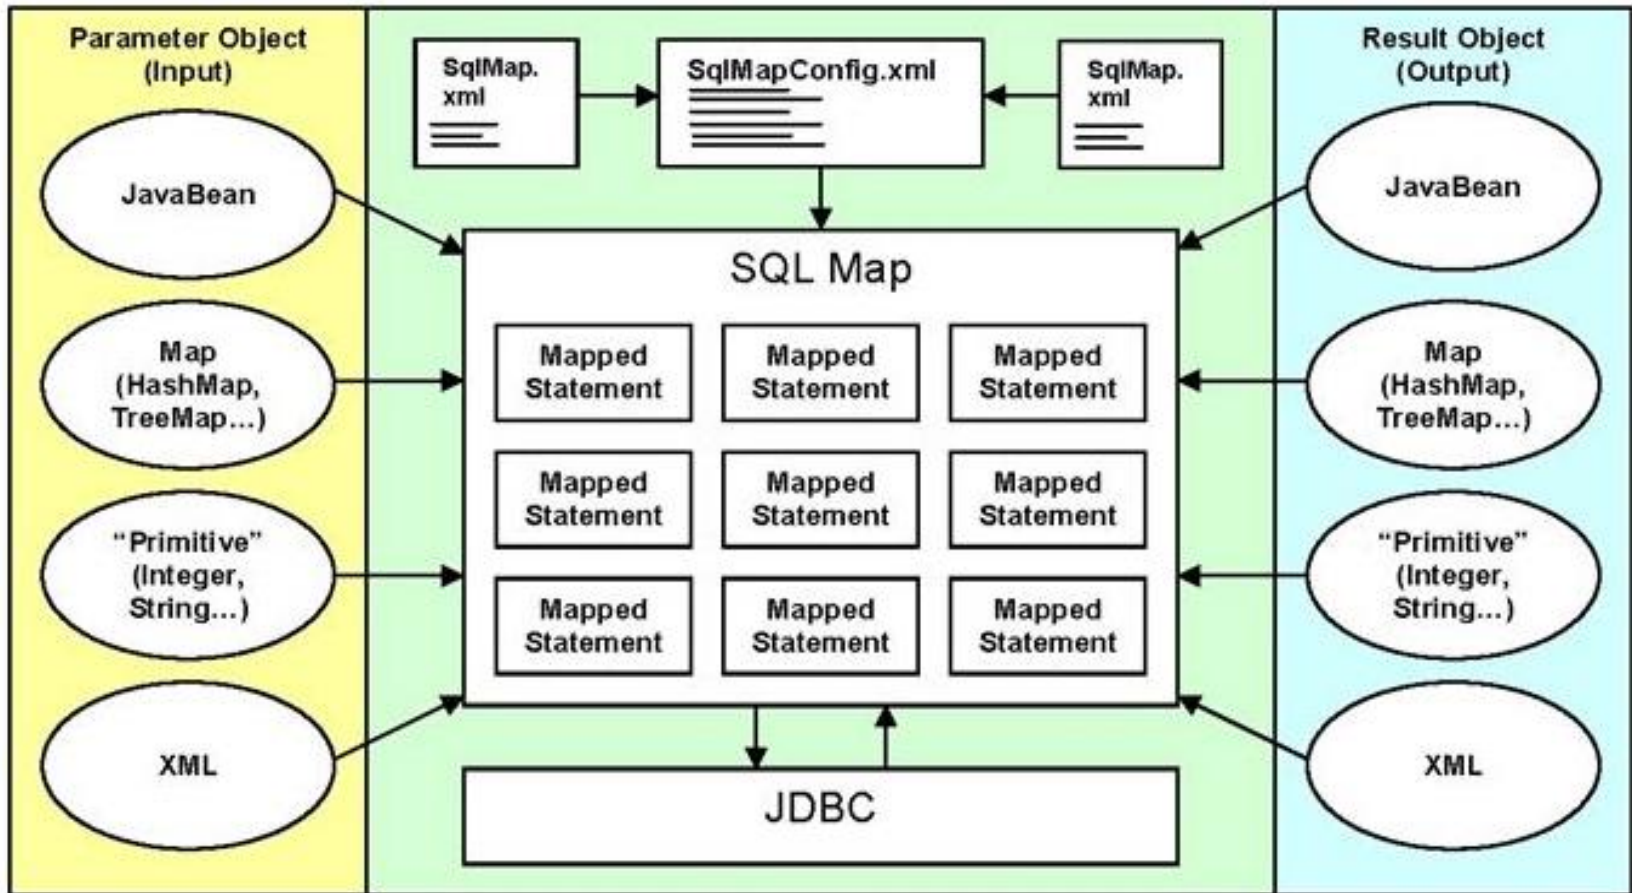 Parameter Object
(Input)
JavaBean
Map
(HashMap,
TreeMap...)
“Primitive”
(Integer,
String...)
XML
SqlMap.
xml
SqlMapConfig.xml
SqlMap.
xml
SQL Map
Mapped
Statement
Mapped
Statement
Mapped
Statement
Mapped
Statement
Mapped
Statement
Mapped
Statement
Mapped
Statement
Mapped
Statement
Mapped
Statement
JDBC
Result Object
(Output)
JavaBean
Map
(HashMap,
TreeMap...)
“Primitive”
(Integer,
String...)
XML